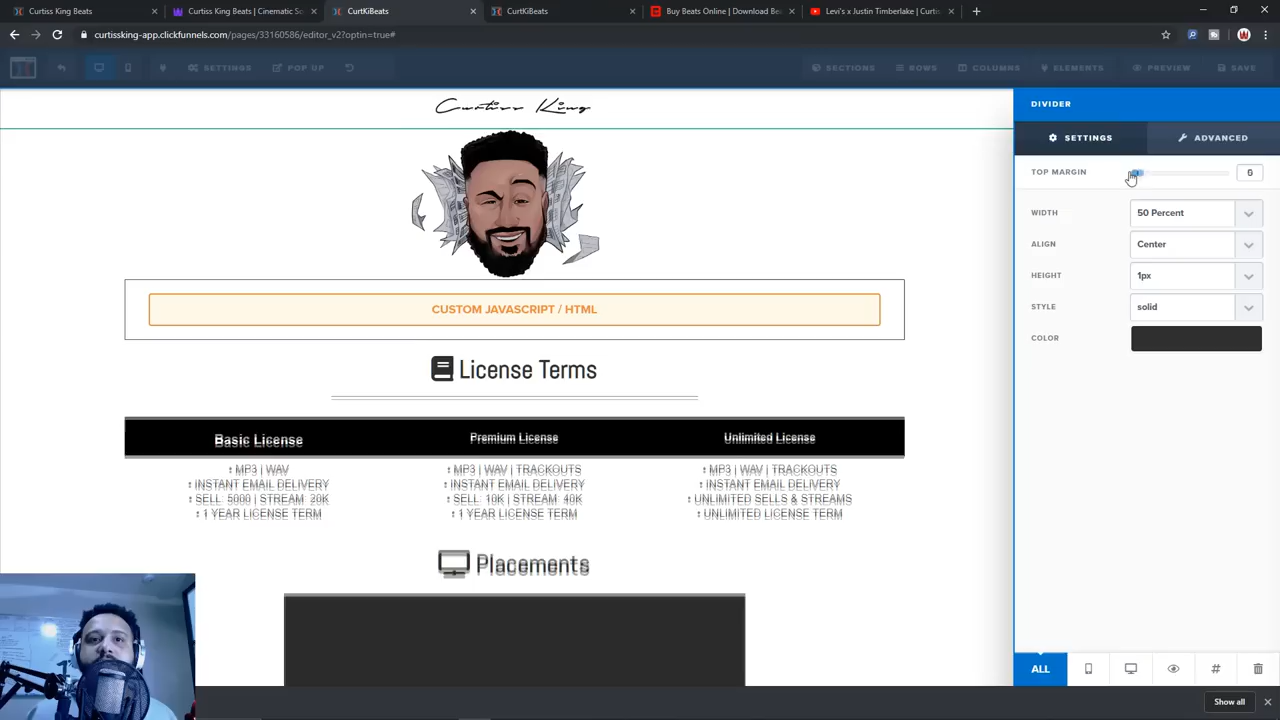 Curtiss King Beats
Curtiss King Beats | Cinematic So
CurtKiBeats
CurtKiBeats
Buy Beats Online | Download Bea
Levi's x Justin Timberlake | Curtis
curtissking-app.clickfunnels.com/pages/33160586/editor_v2?optin=true#
SETTINGS
POP UP
SECTIONS
ROWS
COLUMNS
ELEMENTS
PREVIEW
SAVE
Curtiss King
DIVIDER
SETTINGS
ADVANCED
TOP MARGIN
WIDTH
50 Percent
ALIGN
Center
HEIGHT
1px
STYLE
solid
COLOR
CUSTOM JAVASCRIPT / HTML
License Terms
Basic License
Premium License
Unlimited License
MP3 | WAV
INSTANT EMAIL DELIVERY
SELL: 5000 | STREAM: 20K
1 YEAR LICENSE TERM
MP3 | WAV | TRACKOUTS
INSTANT EMAIL DELIVERY
SELL: 10K | STREAM: 40K
1 YEAR LICENSE TERM
MP3 | WAV | TRACKOUTS
INSTANT EMAIL DELIVERY
UNLIMITED SELLS & STREAMS
UNLIMITED LICENSE TERM
Placements
ALL
#
Show all